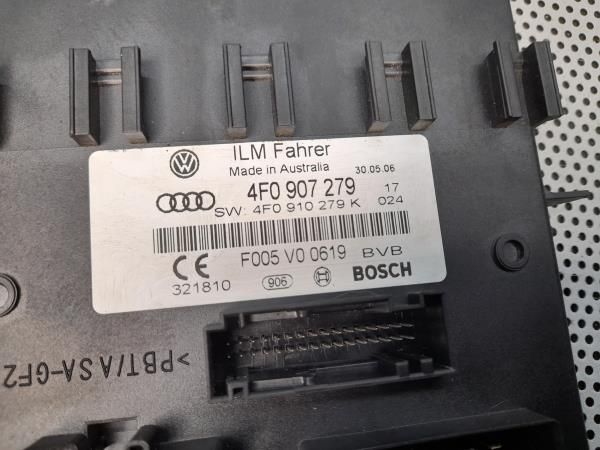 ILM Fahrer
Made in Australia 30.05.06
4F0 907 279 17
SW: 4F0 910 279 K 024
F005 V0 0619 BVB
321810 906 BOSCH
>PBT/ASA-GF2